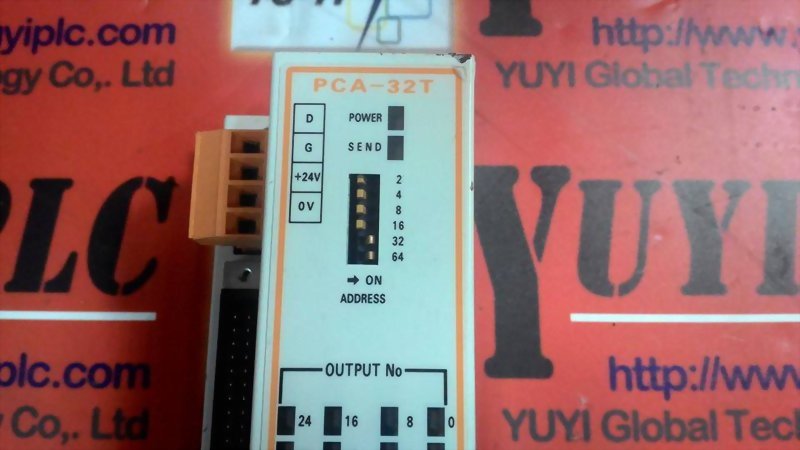 yiplc.com
http://www.
gy Co,. Ltd
YUYI Global Techn
PCA-32T
D
POWER
G
SEND
+24V
0V
2
4
8
16
32
64
→ ON
ADDRESS
PLC
YUYI
OUTPUT No
24
16
8
0
plc.com
http://www
y Co,. Ltd
YUYI Global Techn